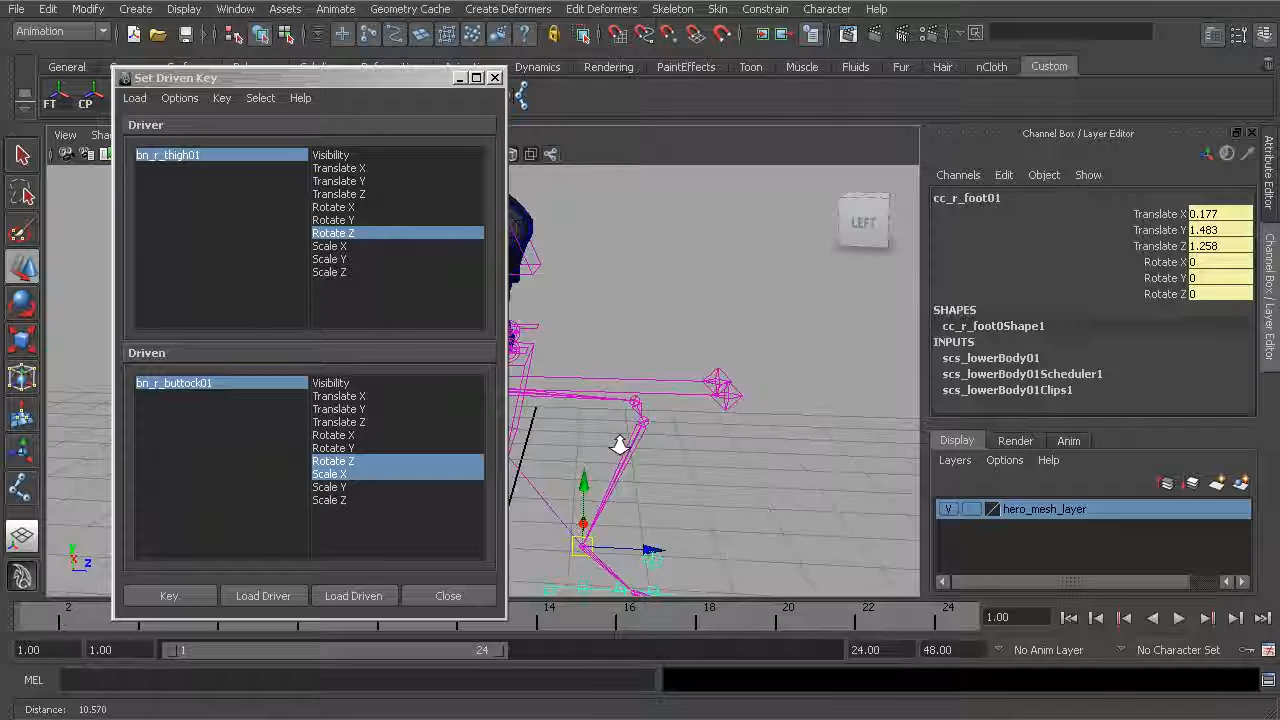 File Edit Modify Create Display Window Assets Animate Geometry Cache Create Deformers Edit Deformers Skeleton Skin Constrain Character Help
Animation
General Dynamics Rendering PaintEffects Toon Muscle Fluids Fur Hair nCloth Custom
FT CP
Set Driven Key
Load Options Key Select Help
Driver
bn_r_thigh01
Visibility
Translate X
Translate Y
Translate Z
Rotate X
Rotate Y
Rotate Z
Scale X
Scale Y
Scale Z
Driven
bn_r_buttock01
Visibility
Translate X
Translate Y
Translate Z
Rotate X
Rotate Y
Rotate Z
Scale X
Scale Y
Scale Z
Key Load Driver Load Driven Close
View Sha
LEFT
y
x
z
Channel Box / Layer Editor
Channels Edit Object Show
cc_r_foot01
Translate X 0.177
Translate Y 1.483
Translate Z 1.258
Rotate X 0
Rotate Y 0
Rotate Z 0
SHAPES
cc_r_foot0Shape1
INPUTS
scs_lowerBody01
scs_lowerBody01Scheduler1
scs_lowerBody01Clips1
Display Render Anim
Layers Options Help
V hero_mesh_layer
Attribute Editor
Channel Box / Layer Editor
2 14 16 18 20 22 24 1.00
1.00 1.00 1 24 24.00 48.00 No Anim Layer No Character Set
MEL
Distance: 10.570